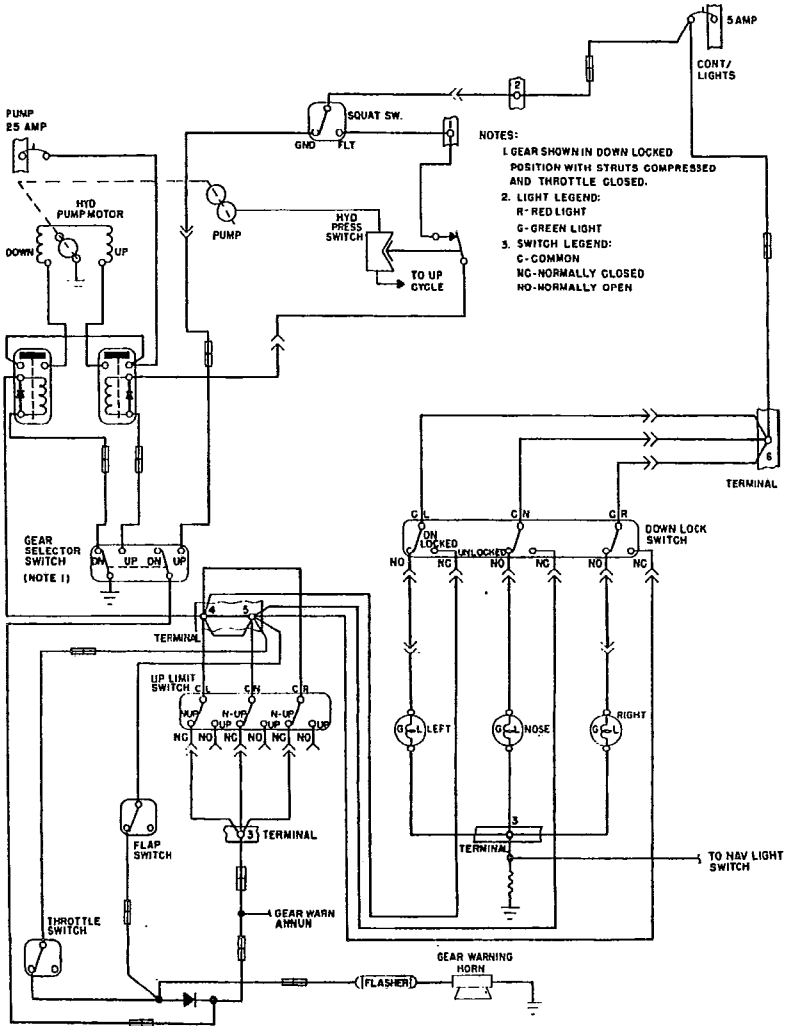 5 AMP
CONT/
LIGHTS
2
PUMP
25 AMP
SQUAT SW.
GND
FLT
1
NOTES:
1. GEAR SHOWN IN DOWN LOCKED
POSITION WITH STRUTS COMPRESSED
AND THROTTLE CLOSED.
2. LIGHT LEGEND:
R-RED LIGHT
G-GREEN LIGHT
3. SWITCH LEGEND:
C-COMMON
NC-NORMALLY CLOSED
NO-NORMALLY OPEN
HYD
PUMP MOTOR
DOWN
UP
PUMP
HYD
PRESS
SWITCH
TO UP
CYCLE
6
TERMINAL
C L
C N
C R
DOWN LOCK
SWITCH
DN
LOCKED
UNLOCKED
NO
NC
NO
NC
NO
NC
GEAR
SELECTOR
SWITCH
(NOTE 1)
DN
UP
DN
UP
4
5
TERMINAL
UP LIMIT
SWITCH
C L
C N
C R
NUP
UP
N-UP
UP
N-UP
UP
NC
NO
NC
NO
NC
NO
G
L
LEFT
G
L
NOSE
G
L
RIGHT
3
TERMINAL
3
TERMINAL
FLAP
SWITCH
TO NAV LIGHT
SWITCH
GEAR WARN
ANNUN
THROTTLE
SWITCH
GEAR WARNING
HORN
FLASHER